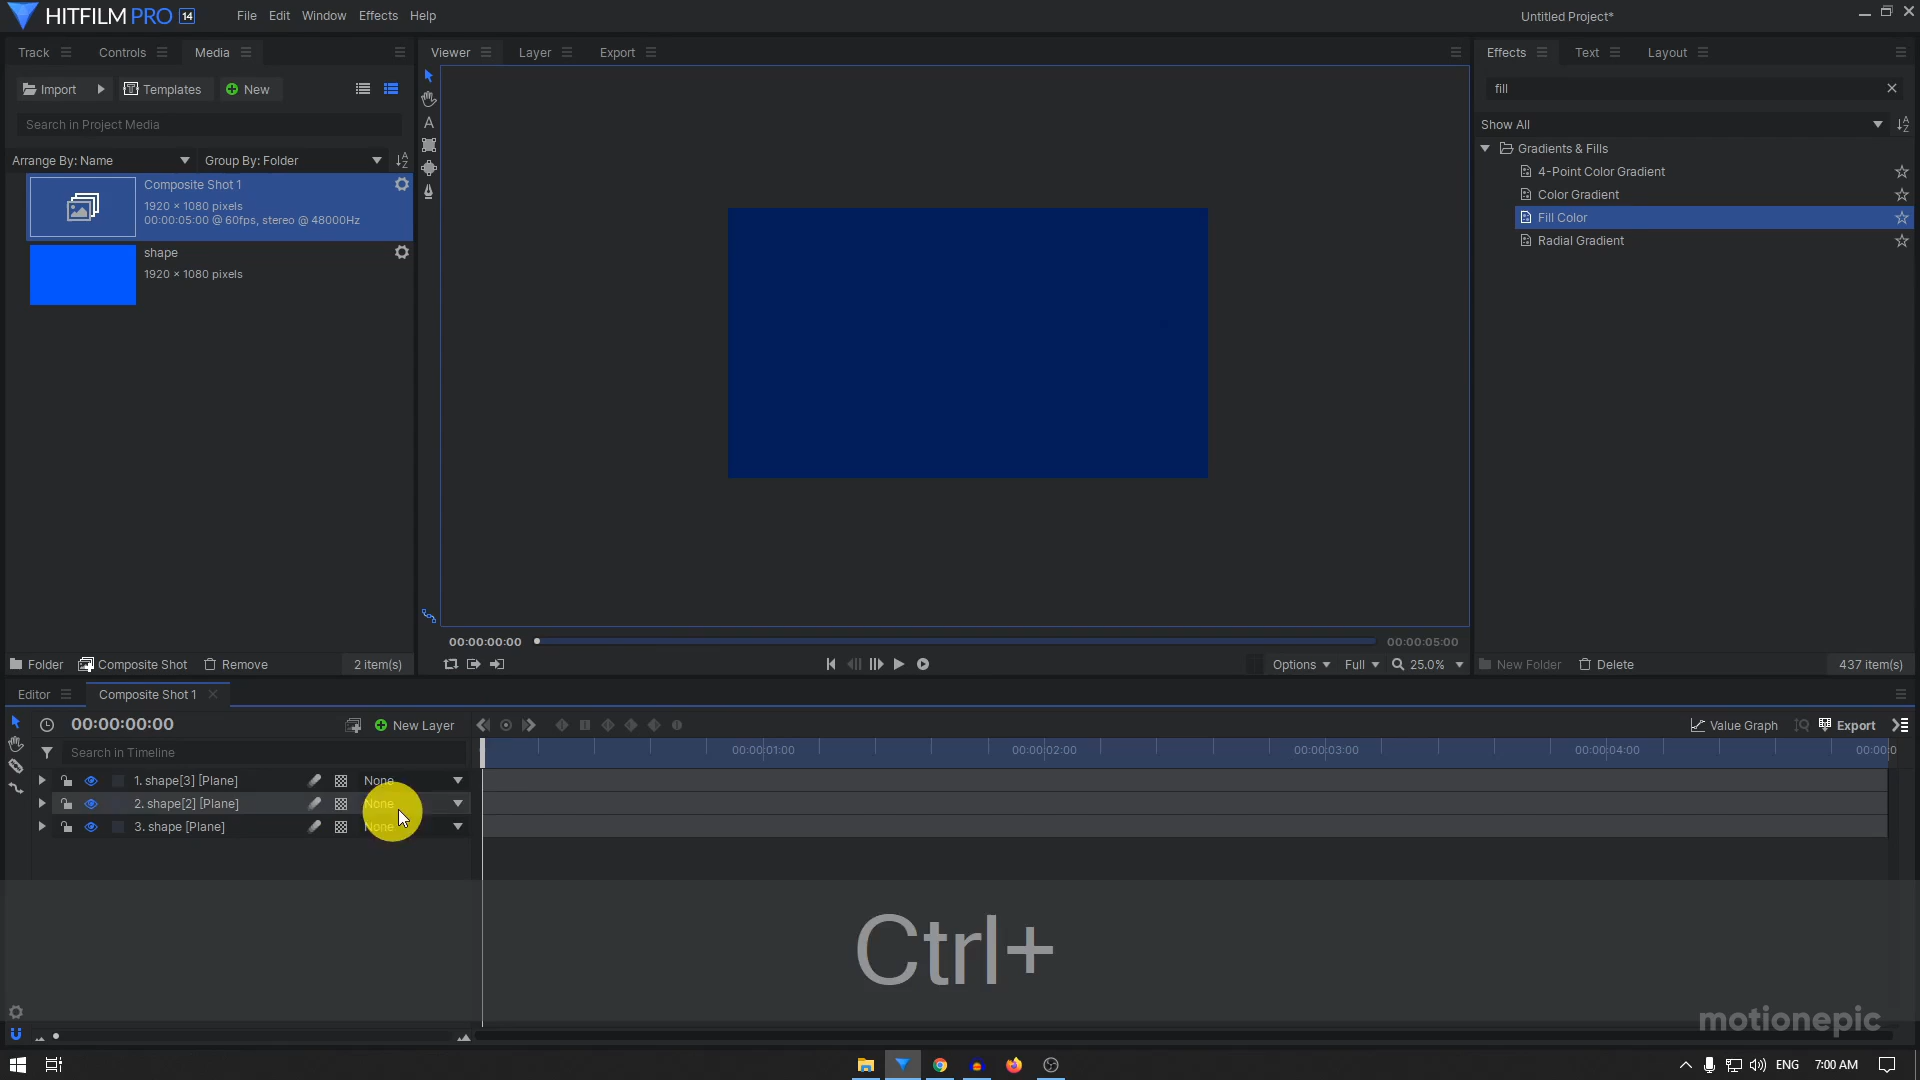 HITFILM PRO 14
File Edit Window Effects Help
Untitled Project*
Track Controls Media
Viewer Layer Export
Effects Text Layout
Import Templates New
fill
Search in Project Media
Show All
Arrange By: Name Group By: Folder
Gradients & Fills
4-Point Color Gradient
Color Gradient
Fill Color
Radial Gradient
Composite Shot 1
1920 × 1080 pixels
00:00:05:00 @ 60fps, stereo @ 48000Hz
shape
1920 × 1080 pixels
00:00:00:00 00:00:05:00
Folder Composite Shot Remove 2 item(s)
Options Full 25.0%
New Folder Delete 437 item(s)
Editor Composite Shot 1
00:00:00:00 New Layer
Value Graph Export
Search in Timeline
00:00:01:00 00:00:02:00 00:00:03:00 00:00:04:00 00:00:0
1. shape[3] [Plane] None
2. shape[2] [Plane] None
3. shape [Plane] None
Ctrl+
motionepic
ENG 7:00 AM